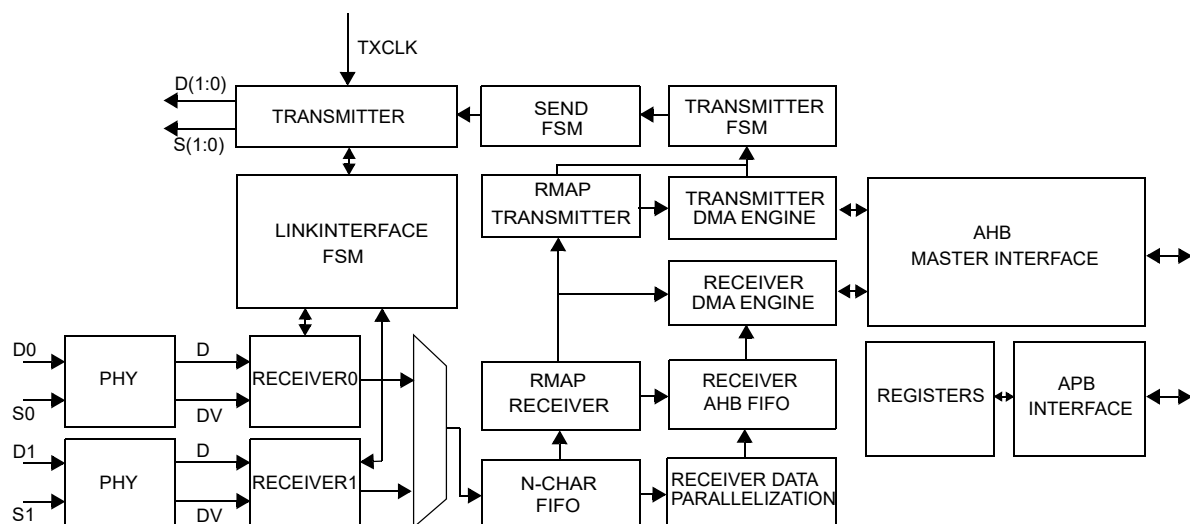 TXCLK
D(1:0)
S(1:0)
TRANSMITTER
SEND
FSM
TRANSMITTER
FSM
LINKINTERFACE
FSM
RMAP
TRANSMITTER
TRANSMITTER
DMA ENGINE
AHB
MASTER INTERFACE
RECEIVER
DMA ENGINE
D0
S0
PHY
D
DV
RECEIVER0
RMAP
RECEIVER
RECEIVER
AHB FIFO
REGISTERS
APB
INTERFACE
D1
S1
PHY
D
DV
RECEIVER1
N-CHAR
FIFO
RECEIVER DATA
PARALLELIZATION